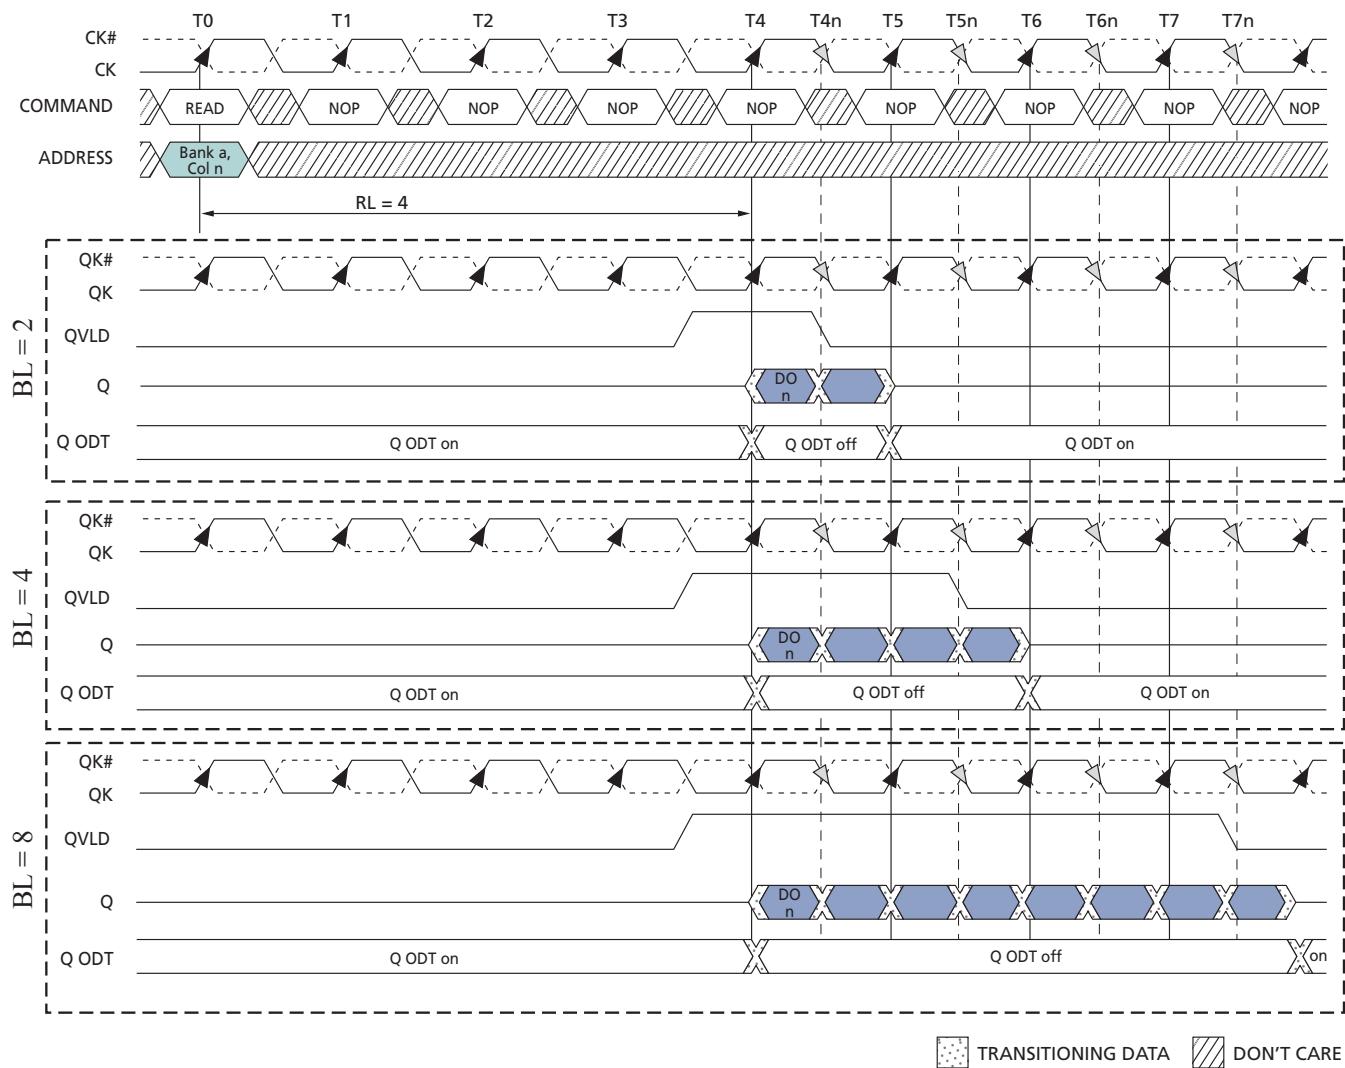 T0 T1 T2 T3 T4 T4n T5 T5n T6 T6n T7 T7n
CK#
CK
COMMAND READ NOP NOP NOP NOP NOP NOP NOP NOP
ADDRESS Bank a,
Col n
RL = 4
BL = 2
QK#
QK
QVLD
Q DO
n
Q ODT Q ODT on Q ODT off Q ODT on
BL = 4
QK#
QK
QVLD
Q DO
n
Q ODT Q ODT on Q ODT off Q ODT on
BL = 8
QK#
QK
QVLD
Q DO
n
Q ODT Q ODT on Q ODT off on
TRANSITIONING DATA DON'T CARE